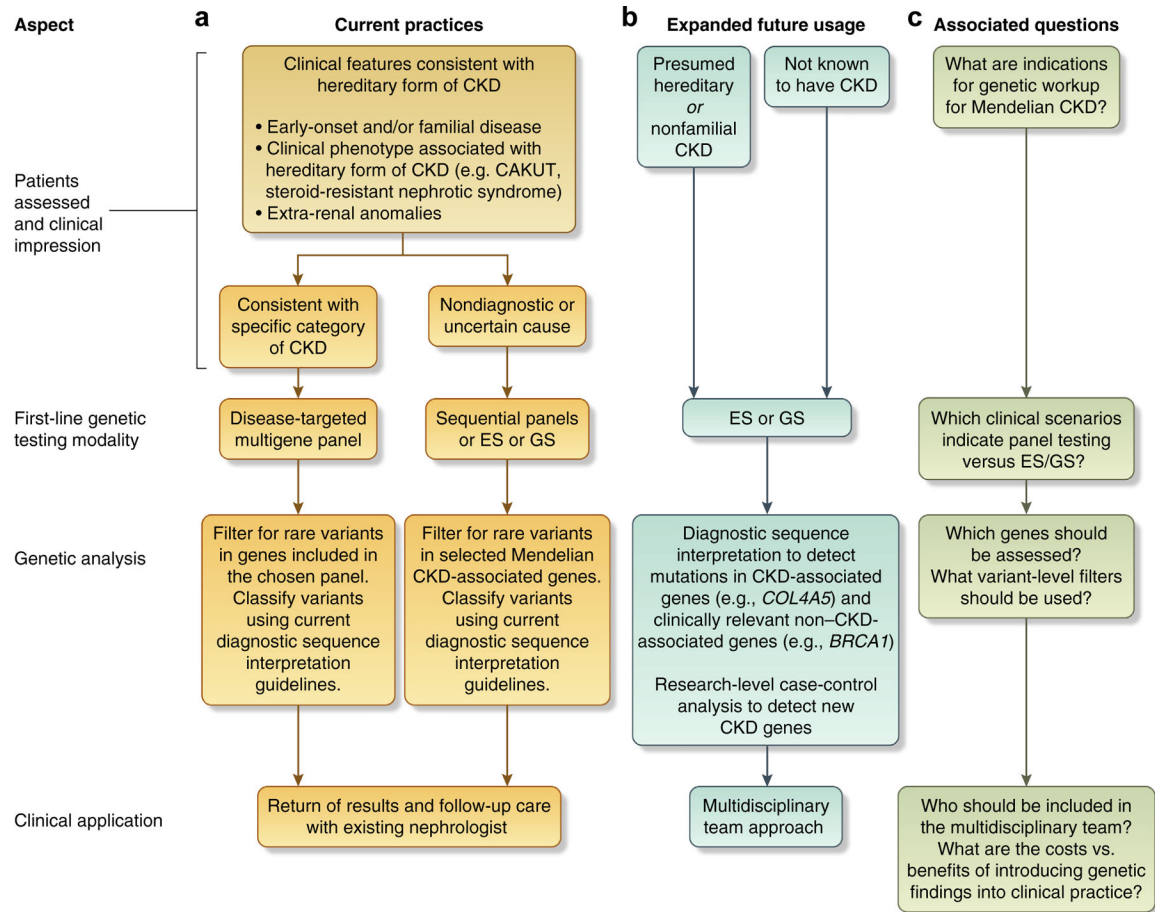 Aspect
a
Current practices
b
Expanded future usage
c
Associated questions
Patients
assessed
and clinical
impression
Clinical features consistent with
hereditary form of CKD
• Early-onset and/or familial disease
• Clinical phenotype associated with
hereditary form of CKD (e.g. CAKUT,
steroid-resistant nephrotic syndrome)
• Extra-renal anomalies
Consistent with
specific category
of CKD
Nondiagnostic or
uncertain cause
Presumed
hereditary
or
nonfamilial
CKD
Not known
to have CKD
What are indications
for genetic workup
for Mendelian CKD?
First-line genetic
testing modality
Disease-targeted
multigene panel
Sequential panels
or ES or GS
ES or GS
Which clinical scenarios
indicate panel testing
versus ES/GS?
Genetic analysis
Filter for rare variants
in genes included in
the chosen panel.
Classify variants
using current
diagnostic sequence
interpretation
guidelines.
Filter for rare variants
in selected Mendelian
CKD-associated genes.
Classify variants
using current
diagnostic sequence
interpretation
guidelines.
Diagnostic sequence
interpretation to detect
mutations in CKD-associated
genes (e.g., COL4A5) and
clinically relevant non–CKD-
associated genes (e.g., BRCA1)
Research-level case-control
analysis to detect new
CKD genes
Which genes should
be assessed?
What variant-level filters
should be used?
Clinical application
Return of results and follow-up care
with existing nephrologist
Multidisciplinary
team approach
Who should be included in
the multidisciplinary team?
What are the costs vs.
benefits of introducing genetic
findings into clinical practice?